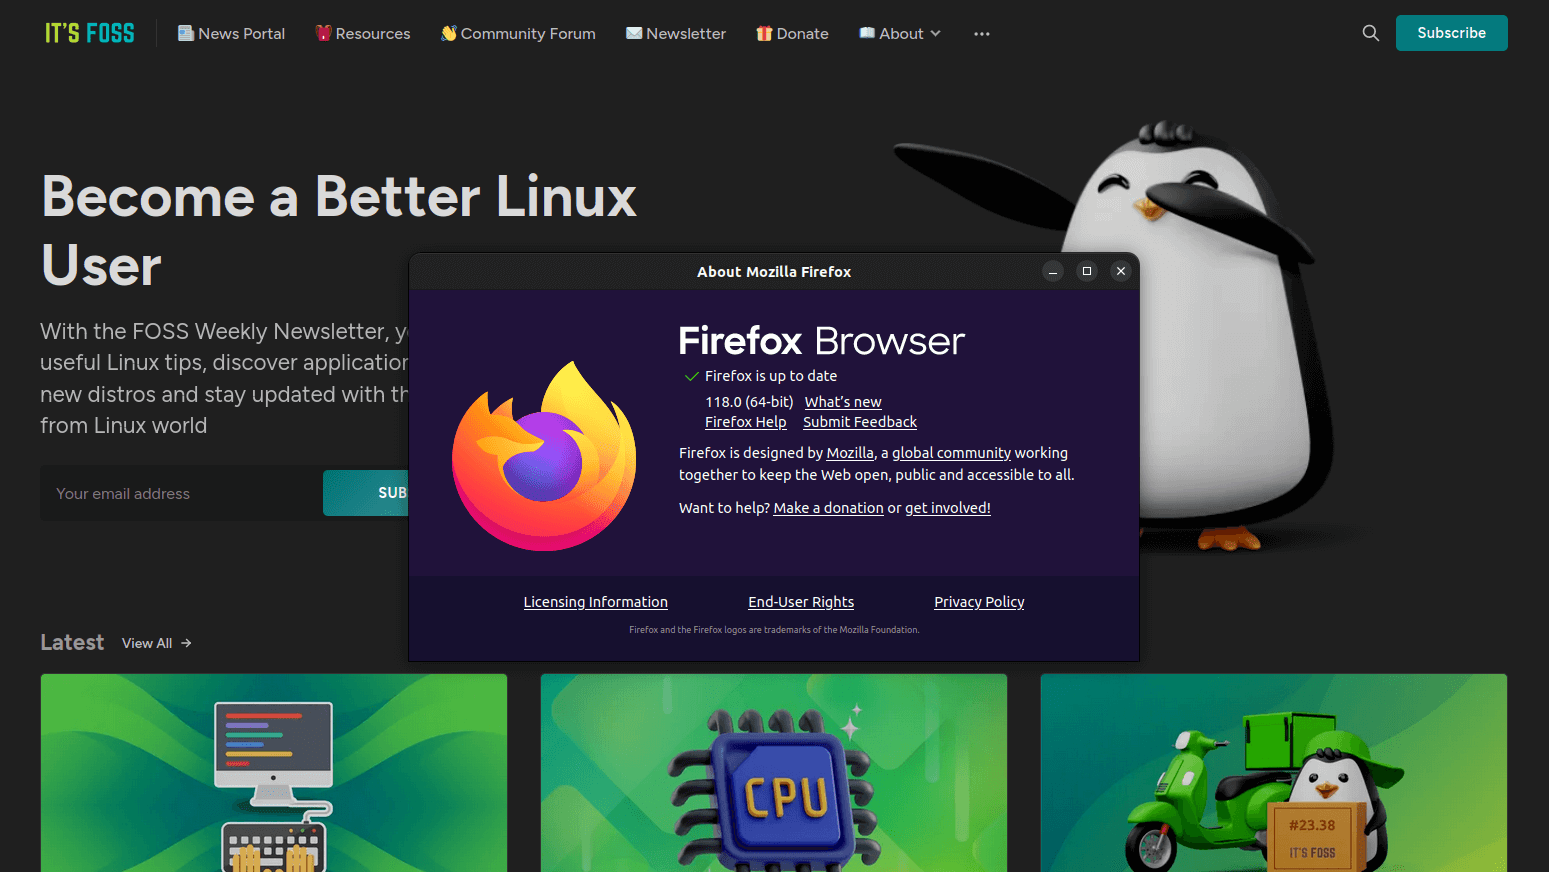 IT'S FOSS
News Portal
Resources
Community Forum
Newsletter
Donate
About
Subscribe
Become a Better Linux
User
With the FOSS Weekly Newsletter, y
useful Linux tips, discover application
new distros and stay updated with th
from Linux world
Your email address
SUB
About Mozilla Firefox
Firefox Browser
Firefox is up to date
118.0 (64-bit) What's new
Firefox Help Submit Feedback
Firefox is designed by Mozilla, a global community working
together to keep the Web open, public and accessible to all.
Want to help? Make a donation or get involved!
Licensing Information
End-User Rights
Privacy Policy
Firefox and the Firefox logos are trademarks of the Mozilla Foundation.
Latest
View All →
CPU
#23.38
IT'S FOSS